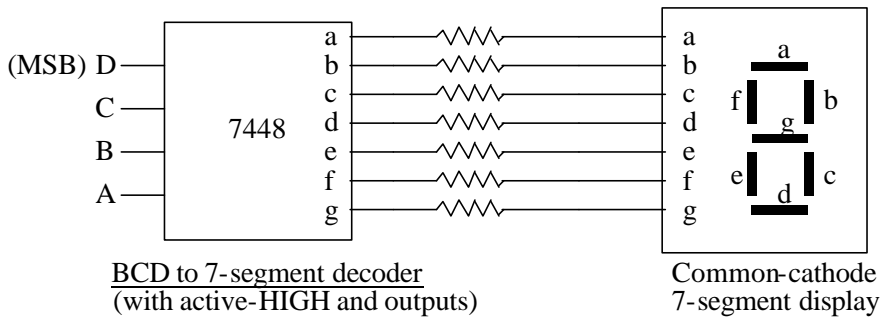 a
b
c
d
e
f
g
(MSB) D
C
B
A
7448
a
b
c
d
e
f
g
a
f
b
g
e
c
d
BCD to 7-segment decoder
(with active-HIGH and outputs)
Common-cathode
7-segment display